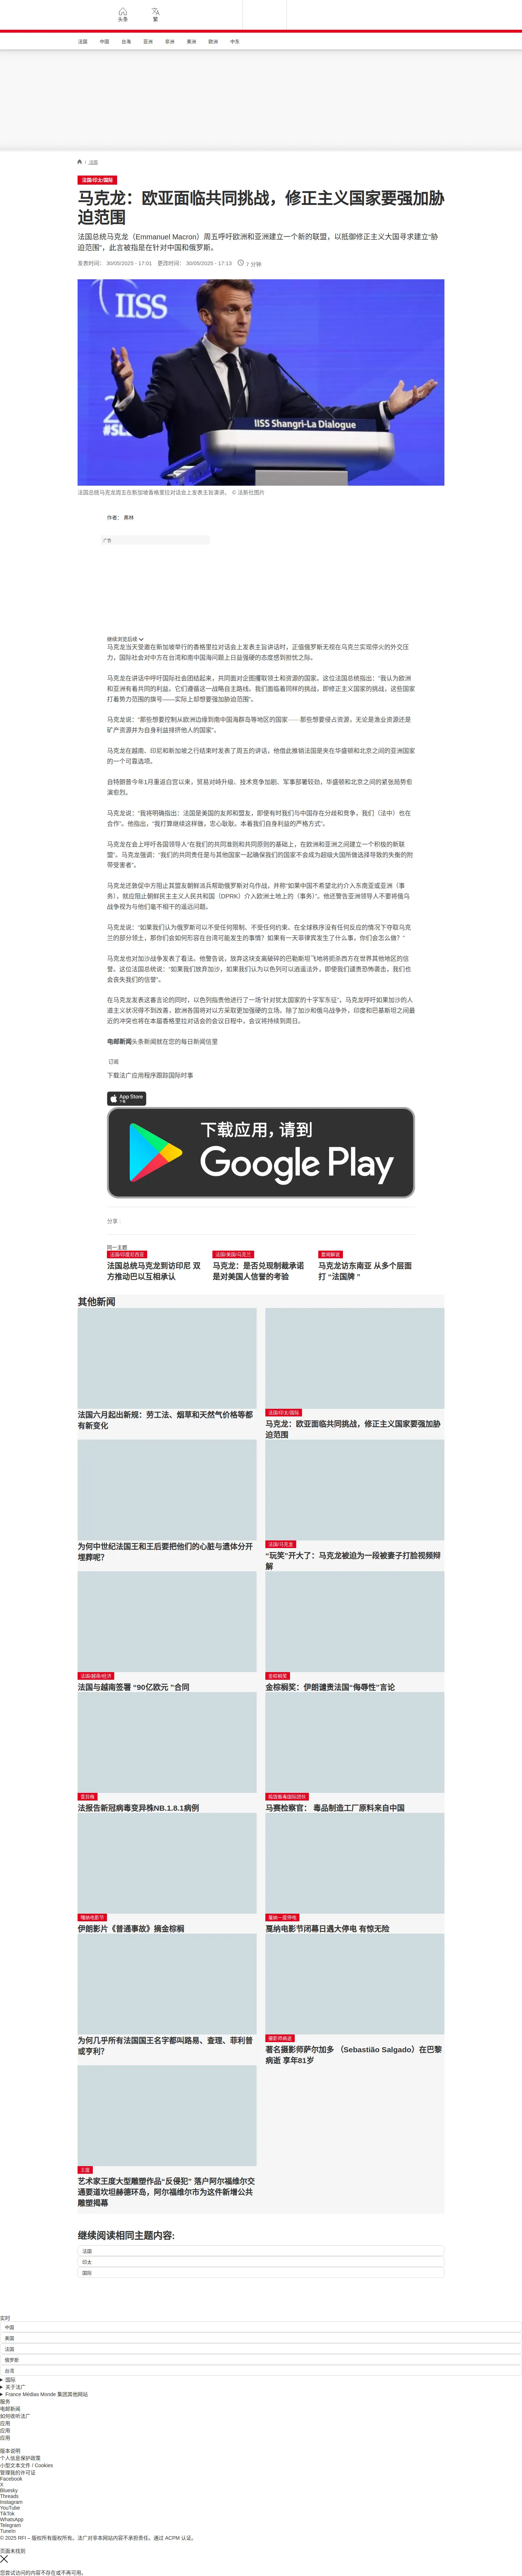 头条
繁
法国
中国
台海
亚洲
非洲
美洲
欧洲
中东
/ 法国
法国/印太/国际
马克龙：欧亚面临共同挑战，修正主义国家要强加胁
迫范围
法国总统马克龙（Emmanuel Macron）周五呼吁欧洲和亚洲建立一个新的联盟，以抵御修正主义大国寻求建立“胁
迫范围”，此言被指是在针对中国和俄罗斯。
发表时间： 30/05/2025 - 17:01 更改时间： 30/05/2025 - 17:13 7 分钟
IISS
IISS Shangri-La Dialogue
法国总统马克龙周五在新加坡香格里拉对话会上发表主旨演讲。 © 法新社图片
作者： 弗林
广告
继续浏览后续
马克龙当天受邀在新加坡举行的香格里拉对话会上发表主旨讲话时，正值俄罗斯无视在乌克兰实现停火的外交压
力，国际社会对中方在台湾和南中国海问题上日益强硬的态度感到担忧之际。
马克龙在讲话中呼吁国际社会团结起来，共同面对企图攫取领土和资源的国家。这位法国总统指出：“我认为欧洲
和亚洲有着共同的利益，它们遵循这一战略自主路线。我们面临着同样的挑战，即修正主义国家的挑战，这些国家
打着势力范围的旗号——实际上却想要强加胁迫范围”。
马克龙说：“那些想要控制从欧洲边缘到南中国海群岛等地区的国家······那些想要侵占资源，无论是渔业资源还是
矿产资源并为自身利益排挤他人的国家”。
马克龙在越南、印尼和新加坡之行结束时发表了周五的讲话，他借此推销法国是夹在华盛顿和北京之间的亚洲国家
的一个可靠选项。
自特朗普今年1月重返白宫以来，贸易对峙升级、技术竞争加剧、军事部署较劲，华盛顿和北京之间的紧张局势愈
演愈烈。
马克龙说：“我将明确指出：法国是美国的友邦和盟友，即使有时我们与中国存在分歧和竞争，我们（法中）也在
合作”。他指出，“我打算继续这样做，忠心耿耿、本着我们自身利益的严格方式”。
马克龙在会上呼吁各国领导人“在我们的共同准则和共同原则的基础上，在欧洲和亚洲之间建立一个积极的新联
盟”。马克龙强调：“我们的共同责任是与其他国家一起确保我们的国家不会成为超级大国所做选择导致的失衡的附
带受害者”。
马克龙还敦促中方阻止其盟友朝鲜派兵帮助俄罗斯对乌作战，并称“如果中国不希望北约介入东南亚或亚洲（事
务），就应阻止朝鲜民主主义人民共和国（DPRK）介入欧洲土地上的（事务）”。他还警告亚洲领导人不要将俄乌
战争视为与他们毫不相干的遥远问题。
马克龙说：“如果我们认为俄罗斯可以不受任何限制、不受任何约束、在全球秩序没有任何反应的情况下夺取乌克
兰的部分领土，那你们会如何形容在台湾可能发生的事情？如果有一天菲律宾发生了什么事，你们会怎么做？”
马克龙也对加沙战争发表了看法。他警告说，放弃这块支离破碎的巴勒斯坦飞地将扼杀西方在世界其他地区的信
誉。这位法国总统说：“如果我们放弃加沙，如果我们认为以色列可以逍遥法外，即使我们谴责恐怖袭击，我们也
会丧失我们的信誉”。
在马克龙发表这番言论的同时，以色列指责他进行了一场“针对犹太国家的十字军东征”，马克龙呼吁如果加沙的人
道主义状况得不到改善，欧洲各国将对以方采取更加强硬的立场。除了加沙和俄乌战争外，印度和巴基斯坦之间最
近的冲突也将在本届香格里拉对话会的会议日程中，会议将持续到周日。
电邮新闻头条新闻就在您的每日新闻信里
订阅
下载法广应用程序跟踪国际时事
App Store
下载应用，请到
Google Play
分享 :
同一主题
法国/印度尼西亚
法国总统马克龙到访印尼 双
方推动巴以互相承认
法国/美国/乌克兰
马克龙：是否兑现制裁承诺
是对美国人信誉的考验
要闻解说
马克龙访东南亚 从多个层面
打 “法国牌 ”
其他新闻
法国六月起出新规：劳工法、烟草和天然气价格等都
有新变化
法国/印太/国际
马克龙：欧亚面临共同挑战，修正主义国家要强加胁
迫范围
为何中世纪法国王和王后要把他们的心脏与遗体分开
埋葬呢？
法国/马克龙
“玩笑”开大了：马克龙被迫为一段被妻子打脸视频辩
解
法国/越南/经济
法国与越南签署 “90亿欧元 ”合同
金棕榈奖
金棕榈奖：伊朗谴责法国“侮辱性”言论
变异株
法报告新冠病毒变异株NB.1.8.1病例
马赛检察官： 毒品制造工厂原料来自中国
嘎纳电影节
伊朗影片《普通事故》摘金棕榈
戛纳一度停电
戛纳电影节闭幕日遇大停电 有惊无险
为何几乎所有法国国王名字都叫路易、查理、菲利普
或亨利？
摄影师病逝
著名摄影师萨尔加多 （Sebastião Salgado）在巴黎
病逝 享年81岁
王度
艺术家王度大型雕塑作品“反侵犯” 落户阿尔福维尔交
通要道坎坦赫德环岛，阿尔福维尔市为这件新增公共
雕塑揭幕
继续阅读相同主题内容:
法国
印太
国际
实时
中国
美国
法国
俄罗斯
台湾
国际
关于法广
France Médias Monde 集团其他网站
服务
电邮新闻
如何收听法广
应用
应用
应用
版本说明
个人信息保护政策
小型文本文件 / Cookies
管理我的许可证
Facebook
X
Bluesky
Threads
Instagram
YouTube
TikTok
WhatsApp
Telegram
TuneIn
© 2025 RFI – 版权所有版权所有。法广对非本网站内容不承担责任。通过 ACPM 认证。
页面未找到
您尝试访问的内容不存在或不再可用。